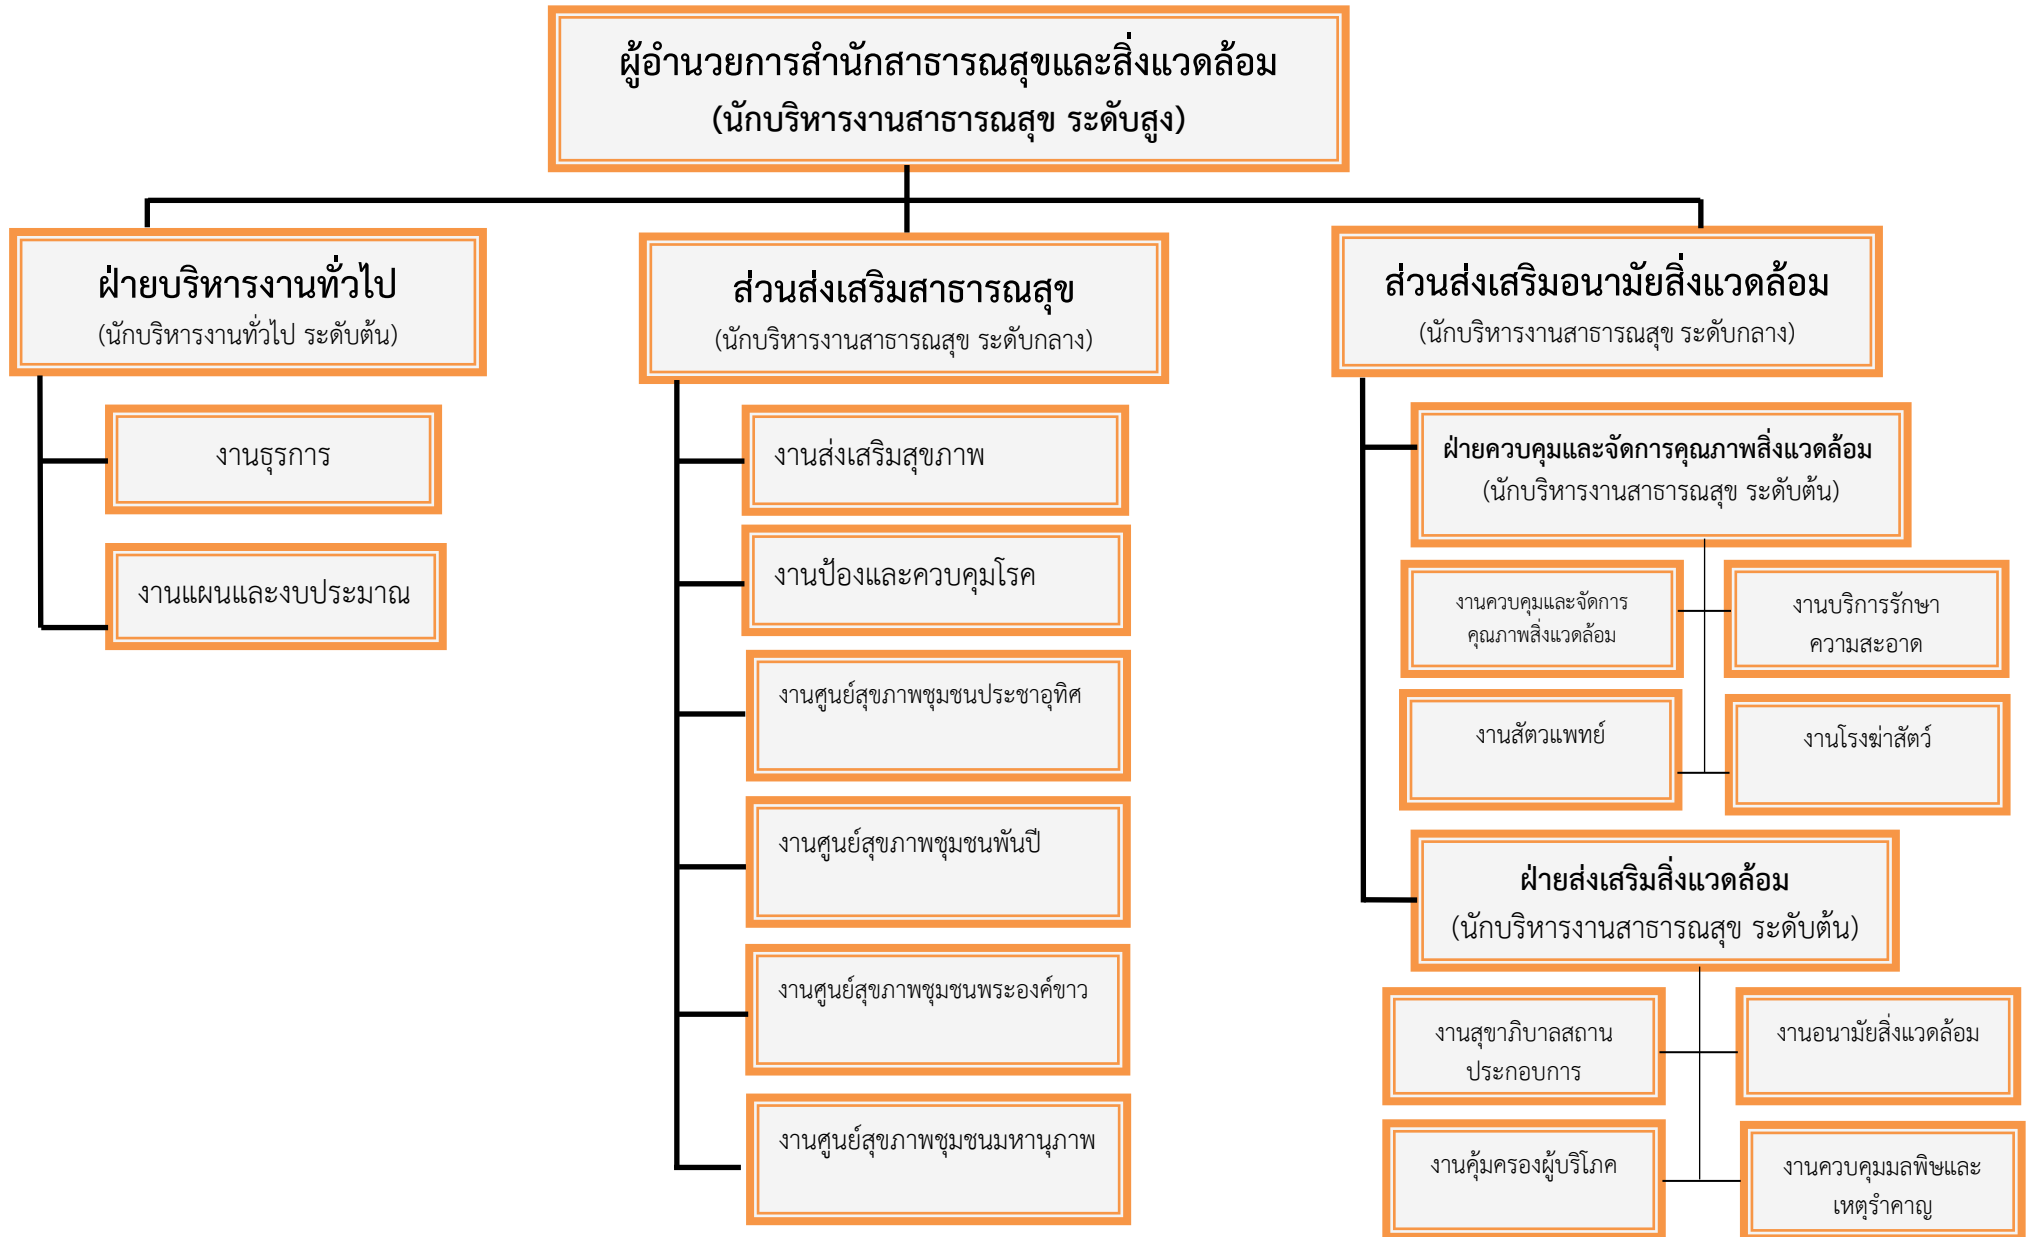 ผู้อำนวยการสำนักสาธารณสุขและสิ่งแวดล้อม
(นักบริหารงานสาธารณสุข ระดับสูง)
ฝ่ายบริหารงานทั่วไป
(นักบริหารงานทั่วไป ระดับต้น)
งานธุรการ
งานแผนและงบประมาณ
ส่วนส่งเสริมสาธารณสุข
(นักบริหารงานสาธารณสุข ระดับกลาง)
งานส่งเสริมสุขภาพ
งานป้องและควบคุมโรค
งานศูนย์สุขภาพชุมชนประชาอุทิศ
งานศูนย์สุขภาพชุมชนพันปี
งานศูนย์สุขภาพชุมชนพระองค์ขาว
งานศูนย์สุขภาพชุมชนมหานุภาพ
ส่วนส่งเสริมอนามัยสิ่งแวดล้อม
(นักบริหารงานสาธารณสุข ระดับกลาง)
ฝ่ายควบคุมและจัดการคุณภาพสิ่งแวดล้อม
(นักบริหารงานสาธารณสุข ระดับต้น)
งานควบคุมและจัดการ
คุณภาพสิ่งแวดล้อม
งานบริการรักษา
ความสะอาด
งานสัตวแพทย์
งานโรงฆ่าสัตว์
ฝ่ายส่งเสริมสิ่งแวดล้อม
(นักบริหารงานสาธารณสุข ระดับต้น)
งานสุขาภิบาลสถาน
ประกอบการ
งานอนามัยสิ่งแวดล้อม
งานคุ้มครองผู้บริโภค
งานควบคุมมลพิษและ
เหตุรำคาญ